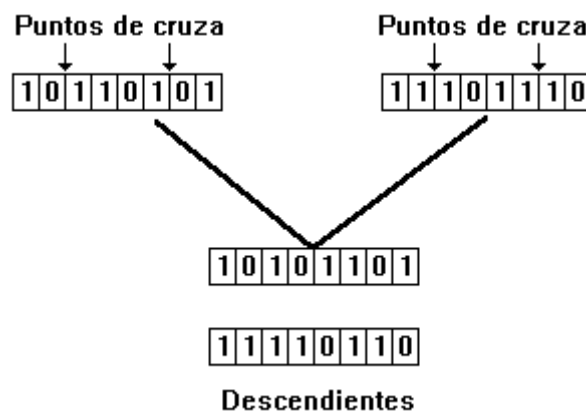 Puntos de cruza Puntos de cruza
1 0 1 1 0 1 0 1 1 1 1 0 1 1 1 0
1 0 1 0 1 1 0 1
1 1 1 1 0 1 1 0
Descendientes